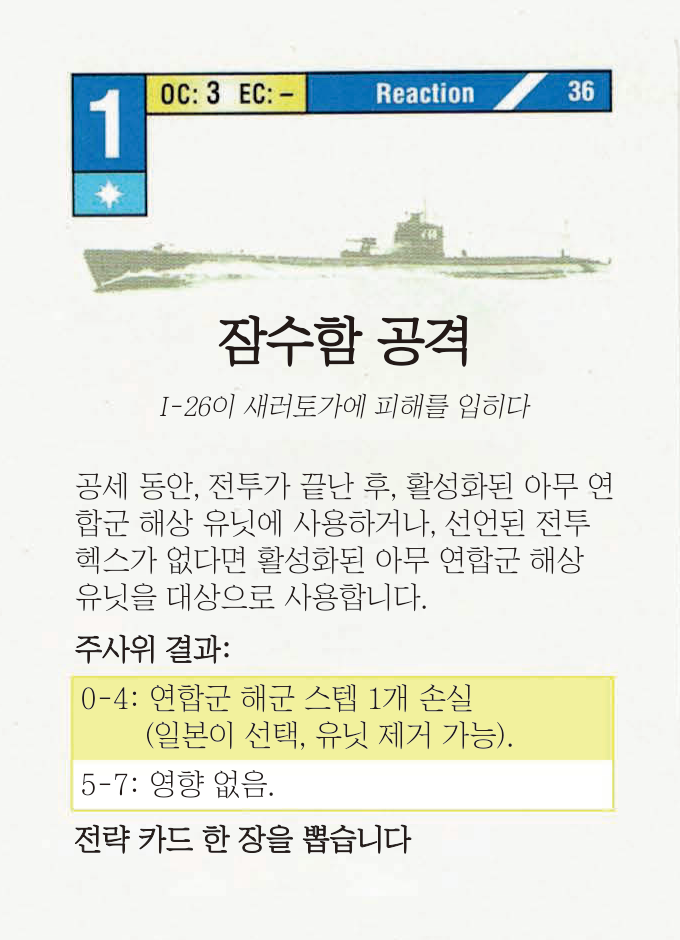 1
OC: 3 EC: –
Reaction
36
잠수함 공격
I-26이 새러토가에 피해를 입히다
공세 동안, 전투가 끝난 후, 활성화된 아무 연
합군 해상 유닛에 사용하거나, 선언된 전투
헥스가 없다면 활성화된 아무 연합군 해상
유닛을 대상으로 사용합니다.
주사위 결과:
0-4: 연합군 해군 스텝 1개 손실
(일본이 선택, 유닛 제거 가능).
5-7: 영향 없음.
전략 카드 한 장을 뽑습니다